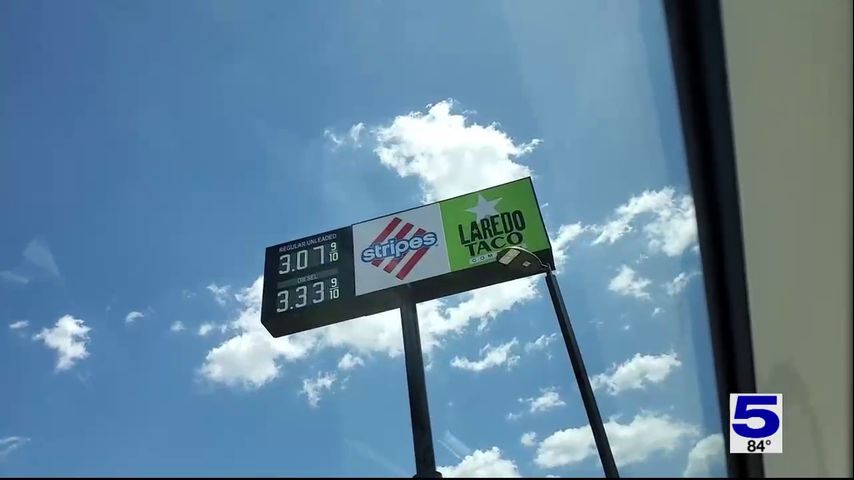 REGULAR UNLEADED
3.07 9/10
DIESEL
3.33 9/10
stripes
LAREDO
TACO
5
84°